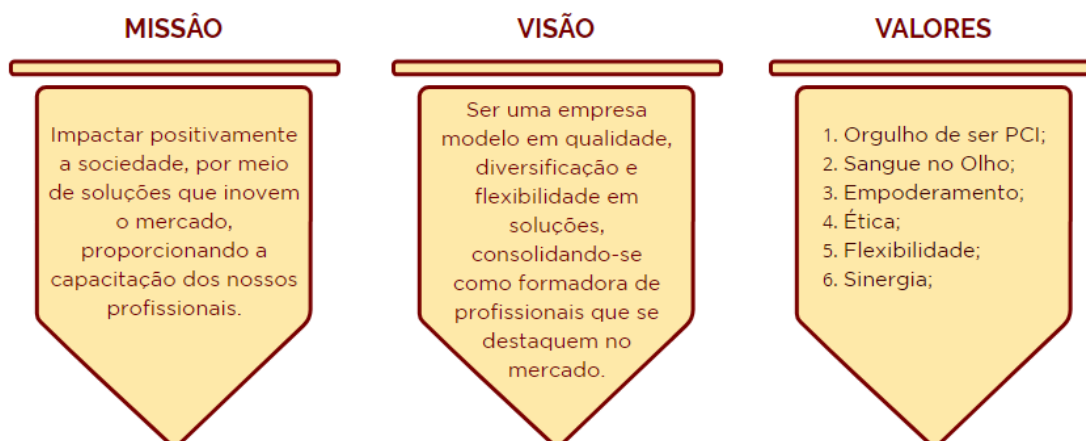 MISSÂO
Impactar positivamente
a sociedade, por meio
de soluções que inovem
o mercado,
proporcionando a
capacitação dos nossos
profissionais.
VISÃO
Ser uma empresa
modelo em qualidade,
diversificação e
flexibilidade em
soluções,
consolidando-se
como formadora de
profissionais que se
destaquem no
mercado.
VALORES
1. Orgulho de ser PCI;
2. Sangue no Olho;
3. Empoderamento;
4. Ética;
5. Flexibilidade;
6. Sinergia;